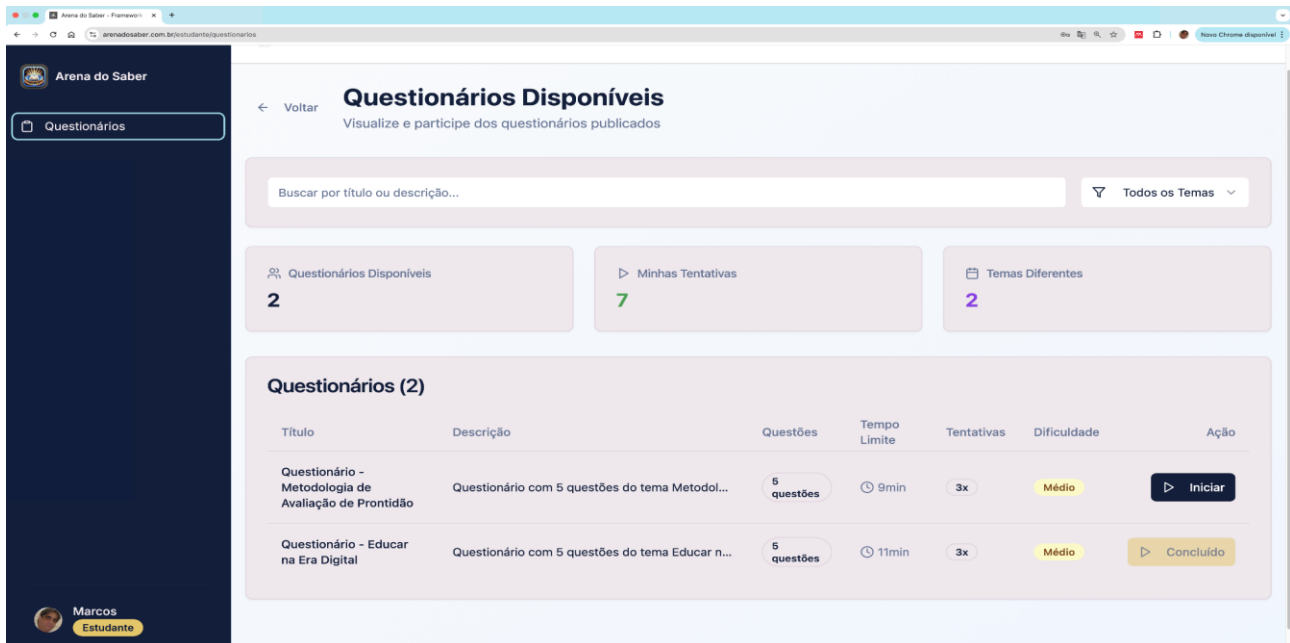 Arena do Saber - Framework
arenadosaber.com.br/estudante/questionarios
Novo Chrome disponível
Arena do Saber
Questionários
Voltar
Questionários Disponíveis
Visualize e participe dos questionários publicados
Buscar por título ou descrição...
Todos os Temas
Questionários Disponíveis
2
Minhas Tentativas
7
Temas Diferentes
2
Questionários (2)
Título Descrição Questões Tempo Limite Tentativas Dificuldade Ação
Questionário -
Metodologia de
Avaliação de Prontidão
Questionário com 5 questões do tema Metodol...
5
questões
9min
3x
Médio
Iniciar
Questionário - Educar
na Era Digital
Questionário com 5 questões do tema Educar n...
5
questões
11min
3x
Médio
Concluído
Marcos
Estudante